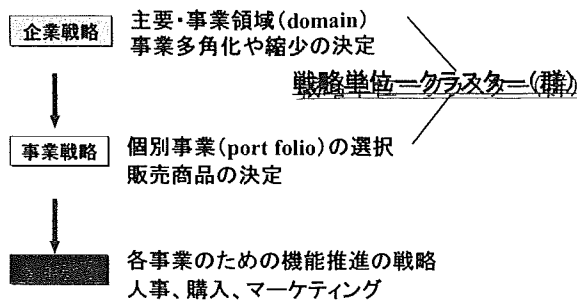 企業戦略
主要・事業領域(domain)
事業多角化や縮少の決定
戦略単位―クラスター(群)
事業戦略
個別事業(port folio)の選択
販売商品の決定
各事業のための機能推進の戦略
人事、購入、マーケティング